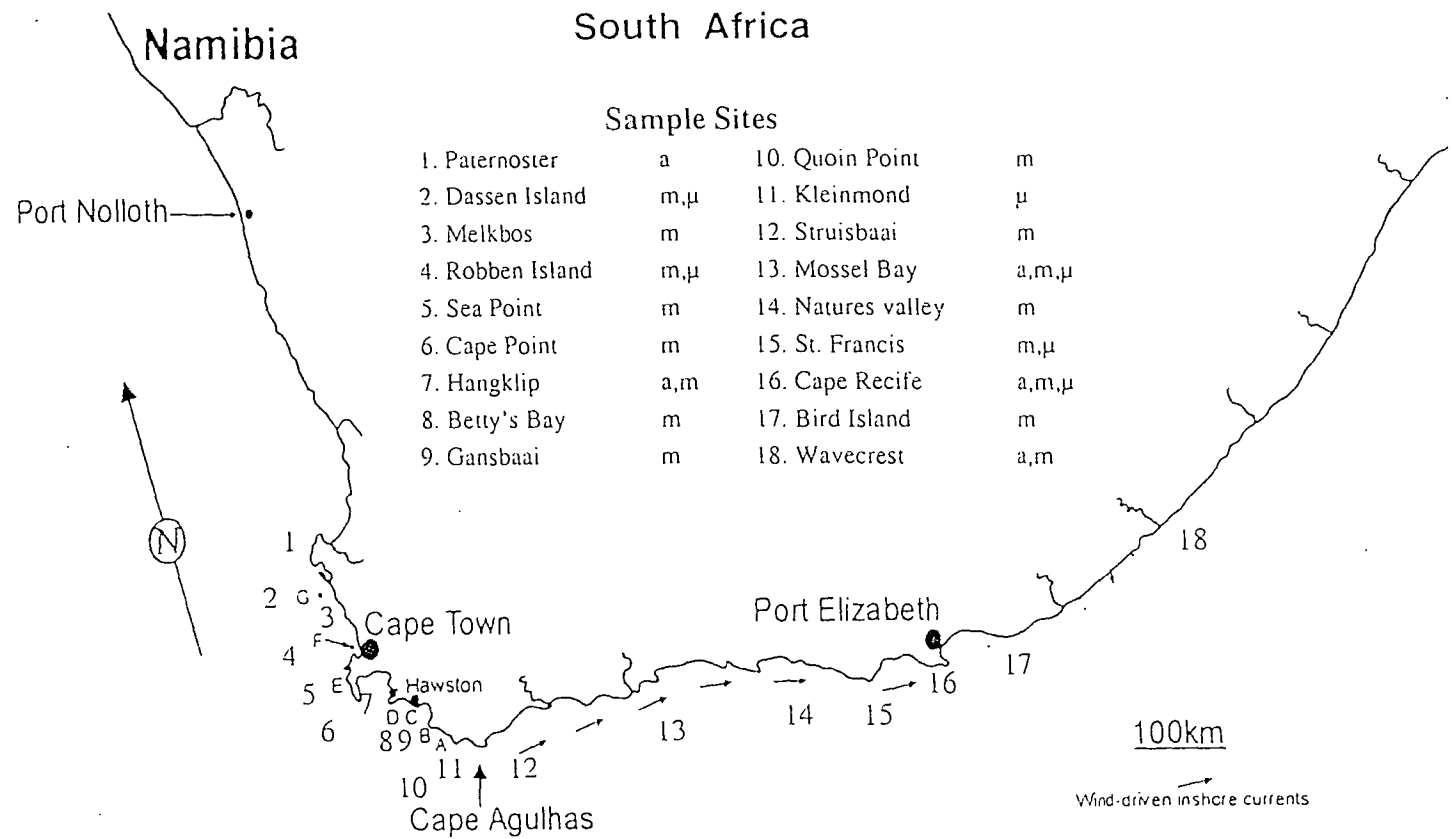 South Africa
Namibia
Sample Sites
1. Paternoster a 10. Quoin Point m
2. Dassen Island m,µ 11. Kleinmond µ
3. Melkbos m 12. Struisbaai m
4. Robben Island m,µ 13. Mossel Bay a,m,µ
5. Sea Point m 14. Natures valley m
6. Cape Point m 15. St. Francis m,µ
7. Hangklip a,m 16. Cape Recife a,m,µ
8. Betty's Bay m 17. Bird Island m
9. Gansbaai m 18. Wavecrest a,m
Port Nolloth
N
1
18
2 G
3
Cape Town
Port Elizabeth
F
4
17
5 E
7
Hawston
16
6
D C
8 9 B A
13
14
15
11
12
10
Cape Agulhas
100km
Wind-driven inshore currents